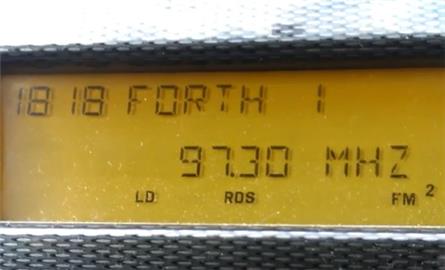 1818 FORTH 1
97.30 MHZ
LD RDS FM 2